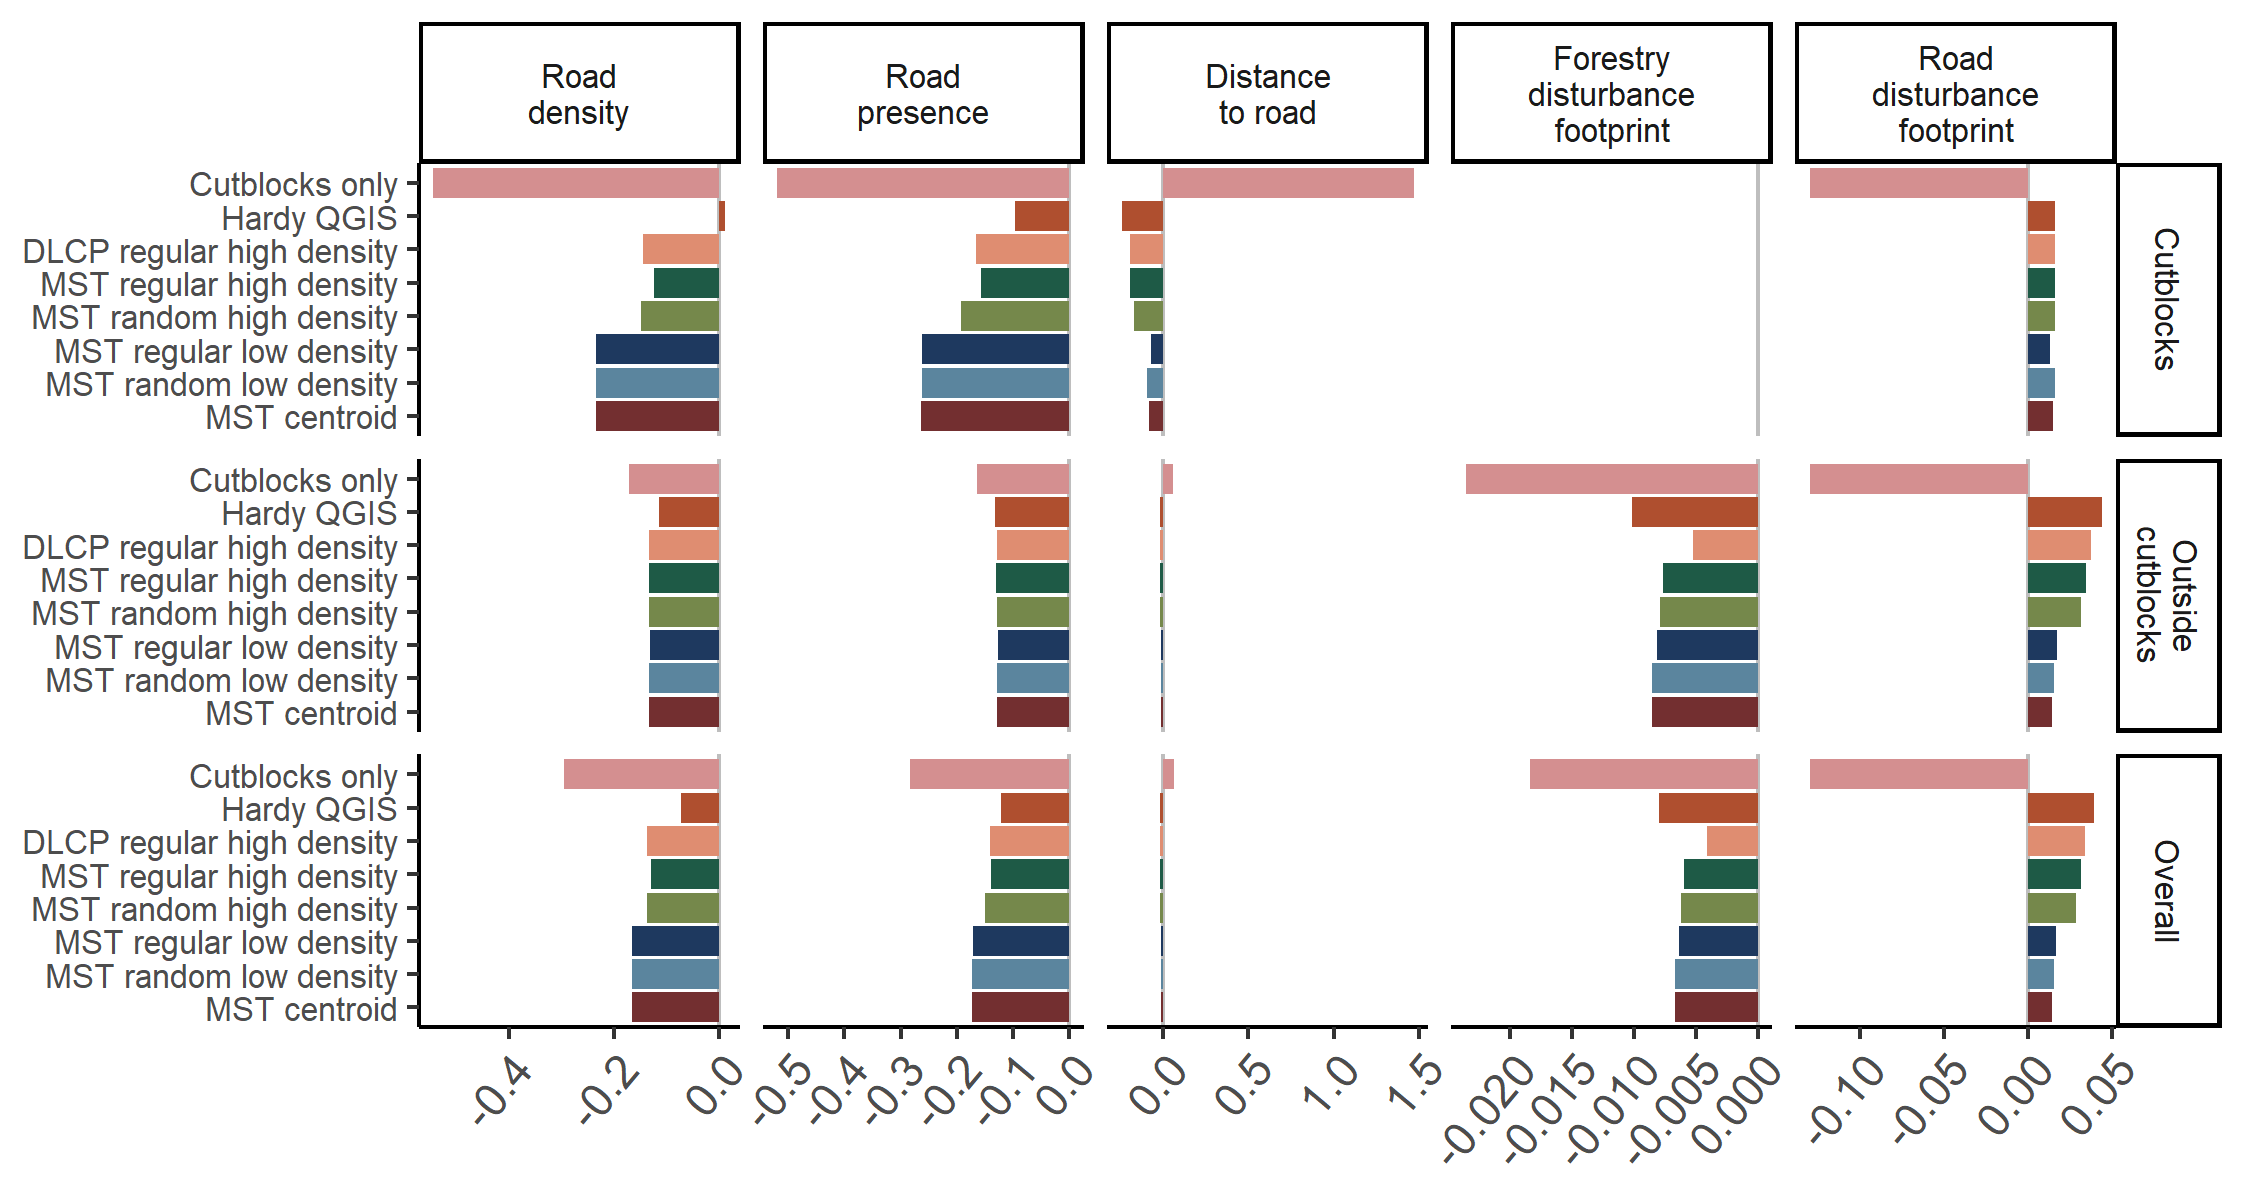 Road
density
Road
presence
Distance
to road
Forestry
disturbance
footprint
Road
disturbance
footprint
Cutblocks only
Hardy QGIS
DLCP regular high density
MST regular high density
MST random high density
MST regular low density
MST random low density
MST centroid
Cutblocks
Cutblocks only
Hardy QGIS
DLCP regular high density
MST regular high density
MST random high density
MST regular low density
MST random low density
MST centroid
Outside
cutblocks
Cutblocks only
Hardy QGIS
DLCP regular high density
MST regular high density
MST random high density
MST regular low density
MST random low density
MST centroid
Overall
-0.4
-0.2
0.0
-0.5
-0.4
-0.3
-0.2
-0.1
0.0
0.0
0.5
1.0
1.5
-0.020
-0.015
-0.010
-0.005
0.000
-0.10
-0.05
0.00
0.05